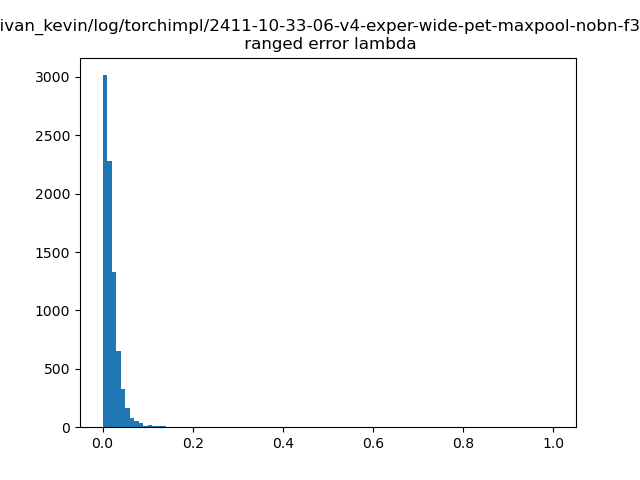 ivan_kevin/log/torchimpl/2411-10-33-06-v4-exper-wide-pet-maxpool-nobn-f3
ranged error lambda
3000
2500
2000
1500
1000
500
0
0.0 0.2 0.4 0.6 0.8 1.0